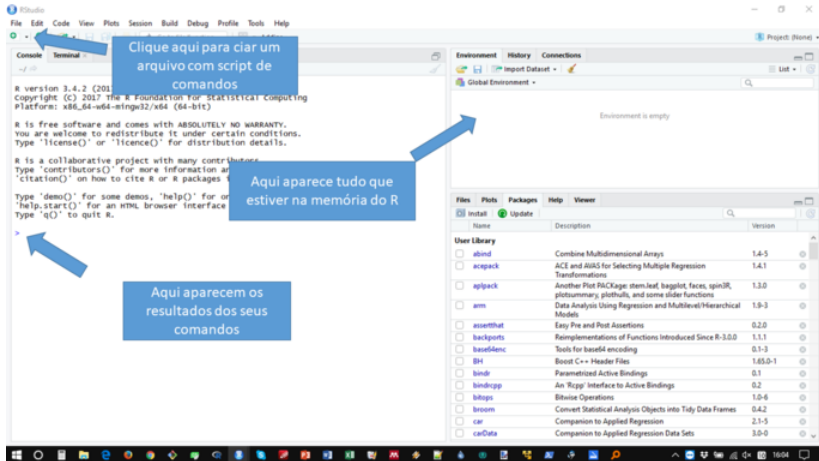 RStudio
File Edit Code View Plots Session Build Debug Profile Tools Help
Project: (None)
Clique aqui para ciar um
arquivo com script de
comandos
Console Terminal
~/
R version 3.4.2 (201
Copyright (C) 2017 The R Foundation for Statistical Computing
Platform: x86_64-w64-mingw32/x64 (64-bit)
R is free software and comes with ABSOLUTELY NO WARRANTY.
You are welcome to redistribute it under certain conditions.
Type 'license()' or 'licence()' for distribution details.
R is a collaborative project with many contributors.
Type 'contributors()' for more information an
'citation()' on how to cite R or R packages i
Type 'demo()' for some demos, 'help()' for on
'help.start()' for an HTML browser interface
Type 'q()' to quit R.
>
Aqui aparecem os
resultados dos seus
comandos
Environment History Connections
Import Dataset List
Global Environment
Environment is empty
Aqui aparece tudo que
estiver na memória do R
Files Plots Packages Help Viewer
Install Update
Name Description Version
User Library
abind Combine Multidimensional Arrays 1.4-5
acepack ACE and AVAS for Selecting Multiple Regression Transformations 1.4.1
aplpack Another Plot PACKage: stem.leaf, bagplot, faces, spin3R, plotsummary, plothulls, and some slider functions 1.3.0
arm Data Analysis Using Regression and Multilevel/Hierarchical Models 1.9-3
assertthat Easy Pre and Post Assertions 0.2.0
backports Reimplementations of Functions Introduced Since R-3.0.0 1.1.1
base64enc Tools for base64 encoding 0.1-3
BH Boost C++ Header Files 1.65.0-1
bindr Parametrized Active Bindings 0.1
bindrcpp An 'Rcpp' Interface to Active Bindings 0.2
bitops Bitwise Operations 1.0-6
broom Convert Statistical Analysis Objects into Tidy Data Frames 0.4.2
car Companion to Applied Regression 2.1-5
carData Companion to Applied Regression Data Sets 3.0-0
16:04